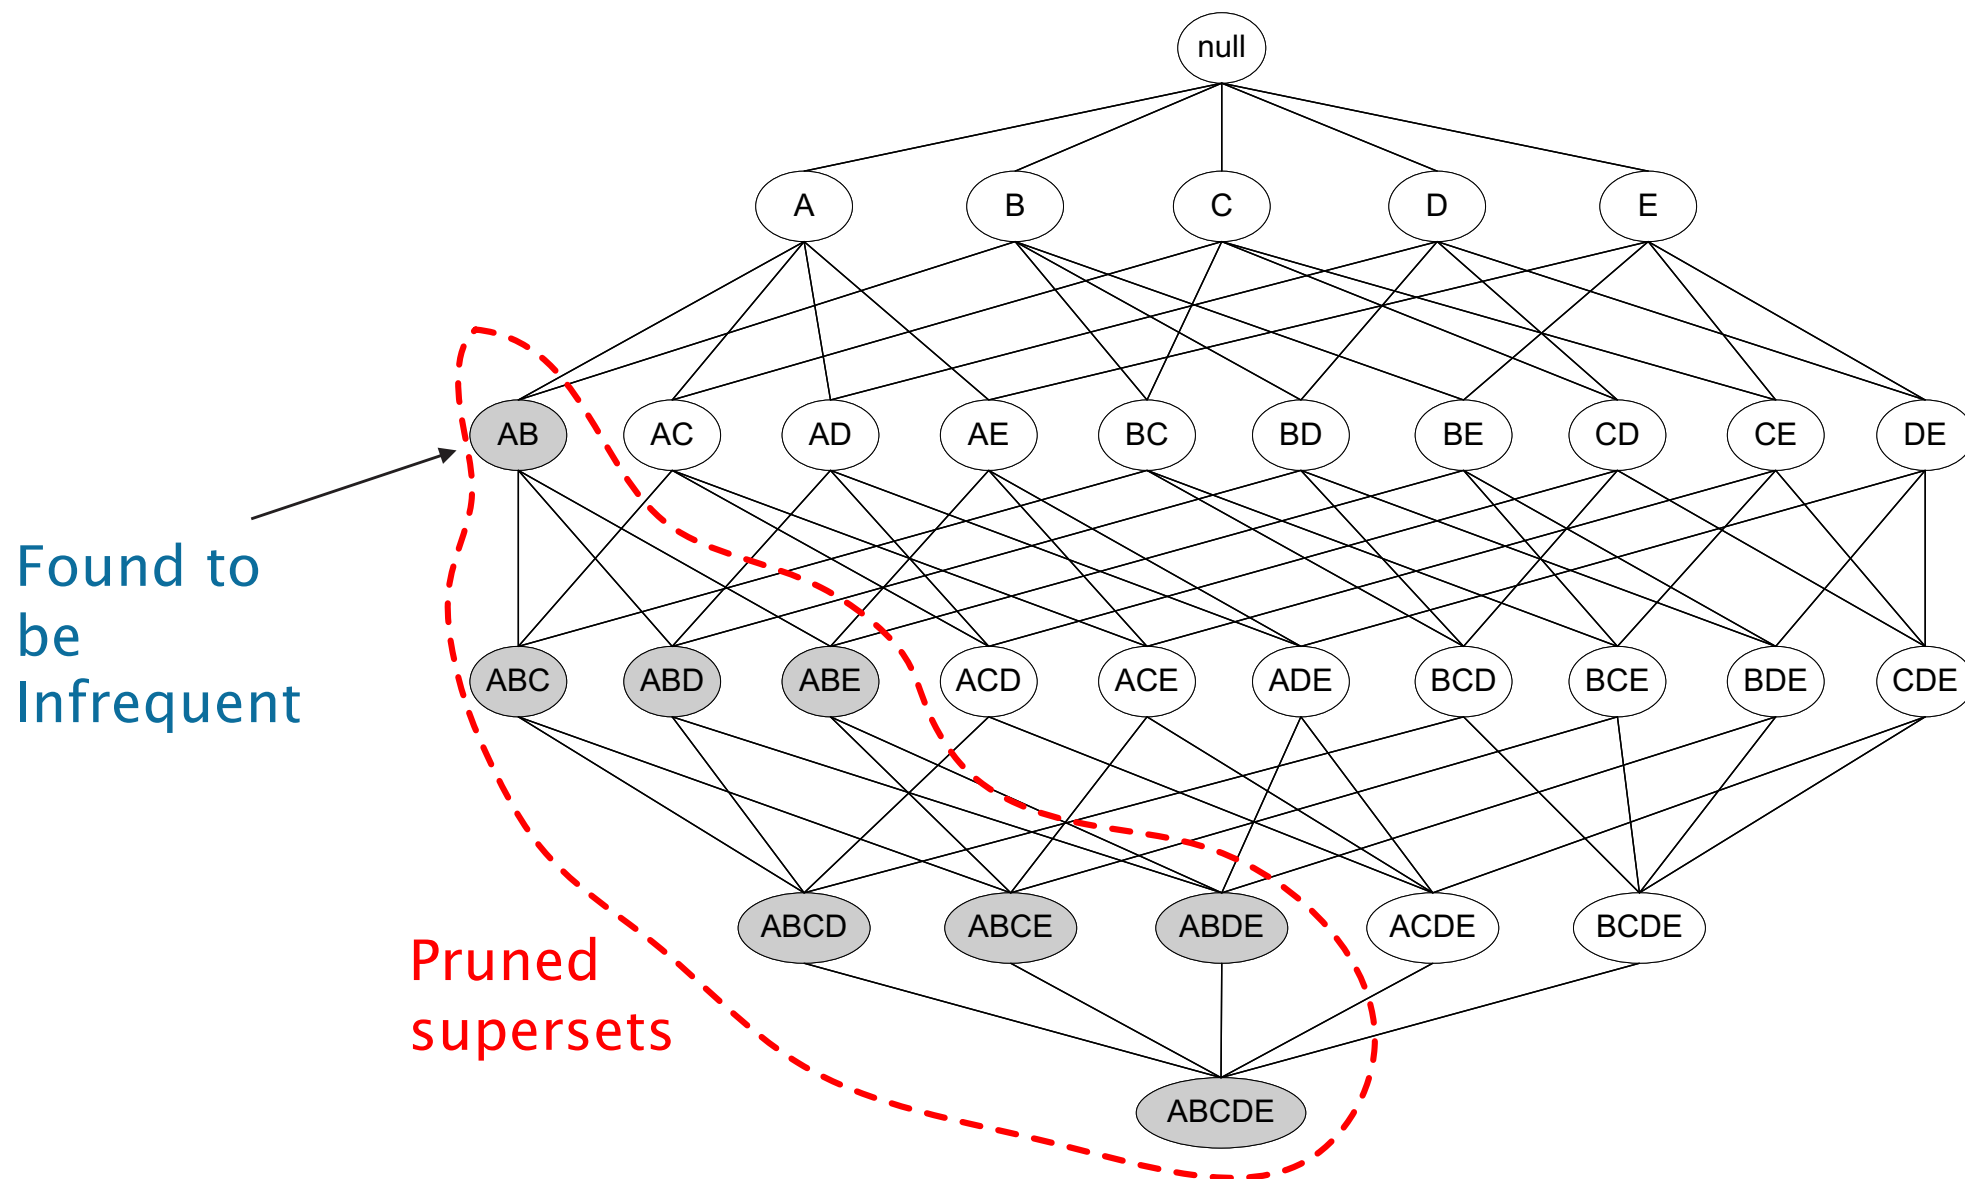 null
A B C D E
AB AC AD AE BC BD BE CD CE DE
Found to
be
Infrequent
ABC ABD ABE ACD ACE ADE BCD BCE BDE CDE
ABCD ABCE ABDE ACDE BCDE
Pruned
supersets
ABCDE